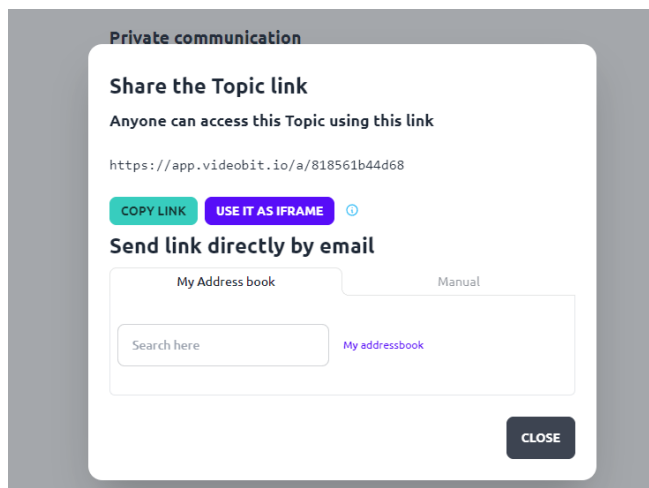 Private communication
Share the Topic link
Anyone can access this Topic using this link
https://app.videobit.io/a/818561b44d68
COPY LINK USE IT AS IFRAME
Send link directly by email
My Address book Manual
Search here My addressbook
CLOSE